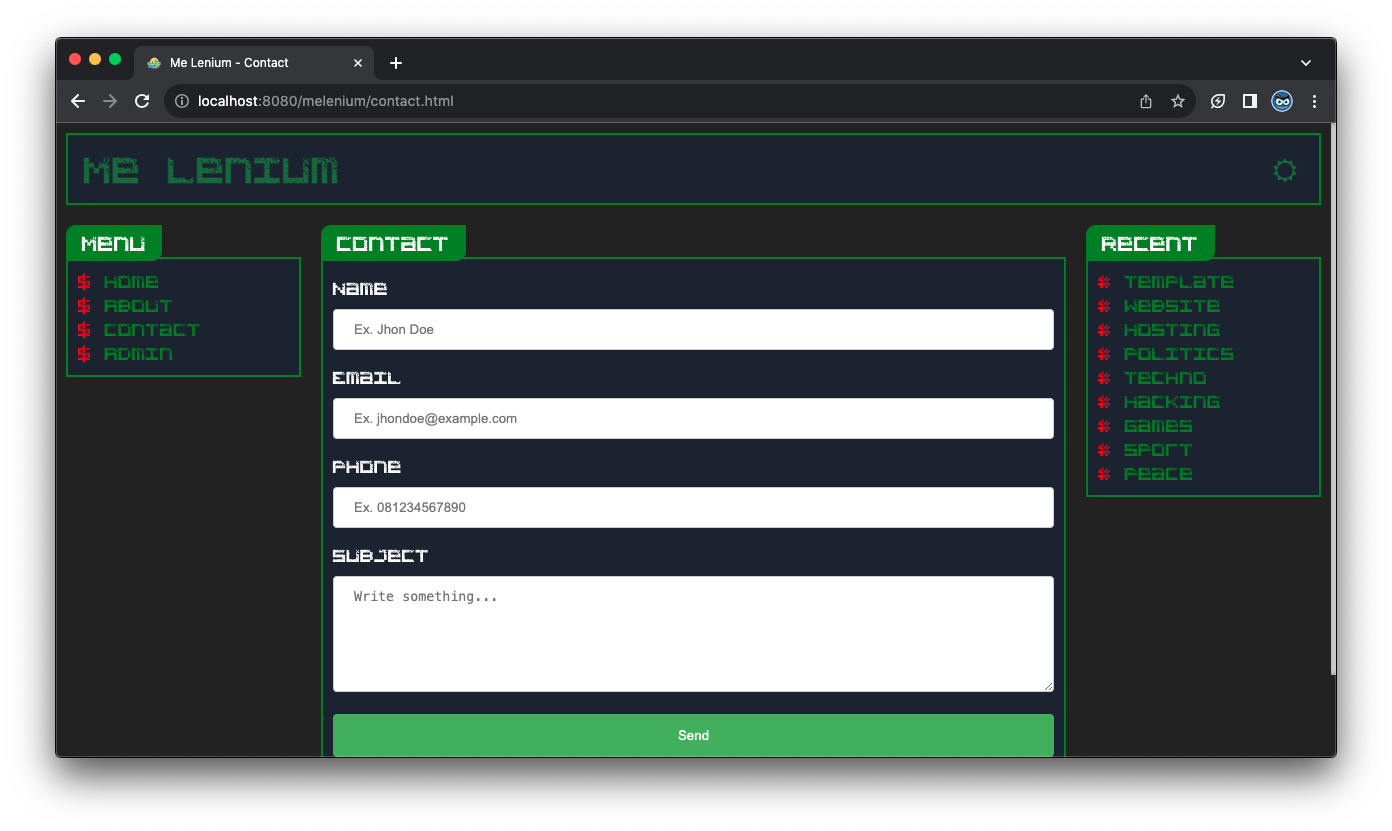 Me Lenium - Contact
localhost:8080/melenium/contact.html
Me Lenium
Menu
$ Home
$ About
$ Contact
$ Admin
Contact
Name
Ex. Jhon Doe
Email
Ex. jhondoe@example.com
Phone
Ex. 081234567890
Subject
Write something...
Send
Recent
# Template
# Website
# Hosting
# Politics
# Techno
# Hacking
# Games
# Sport
# Peace